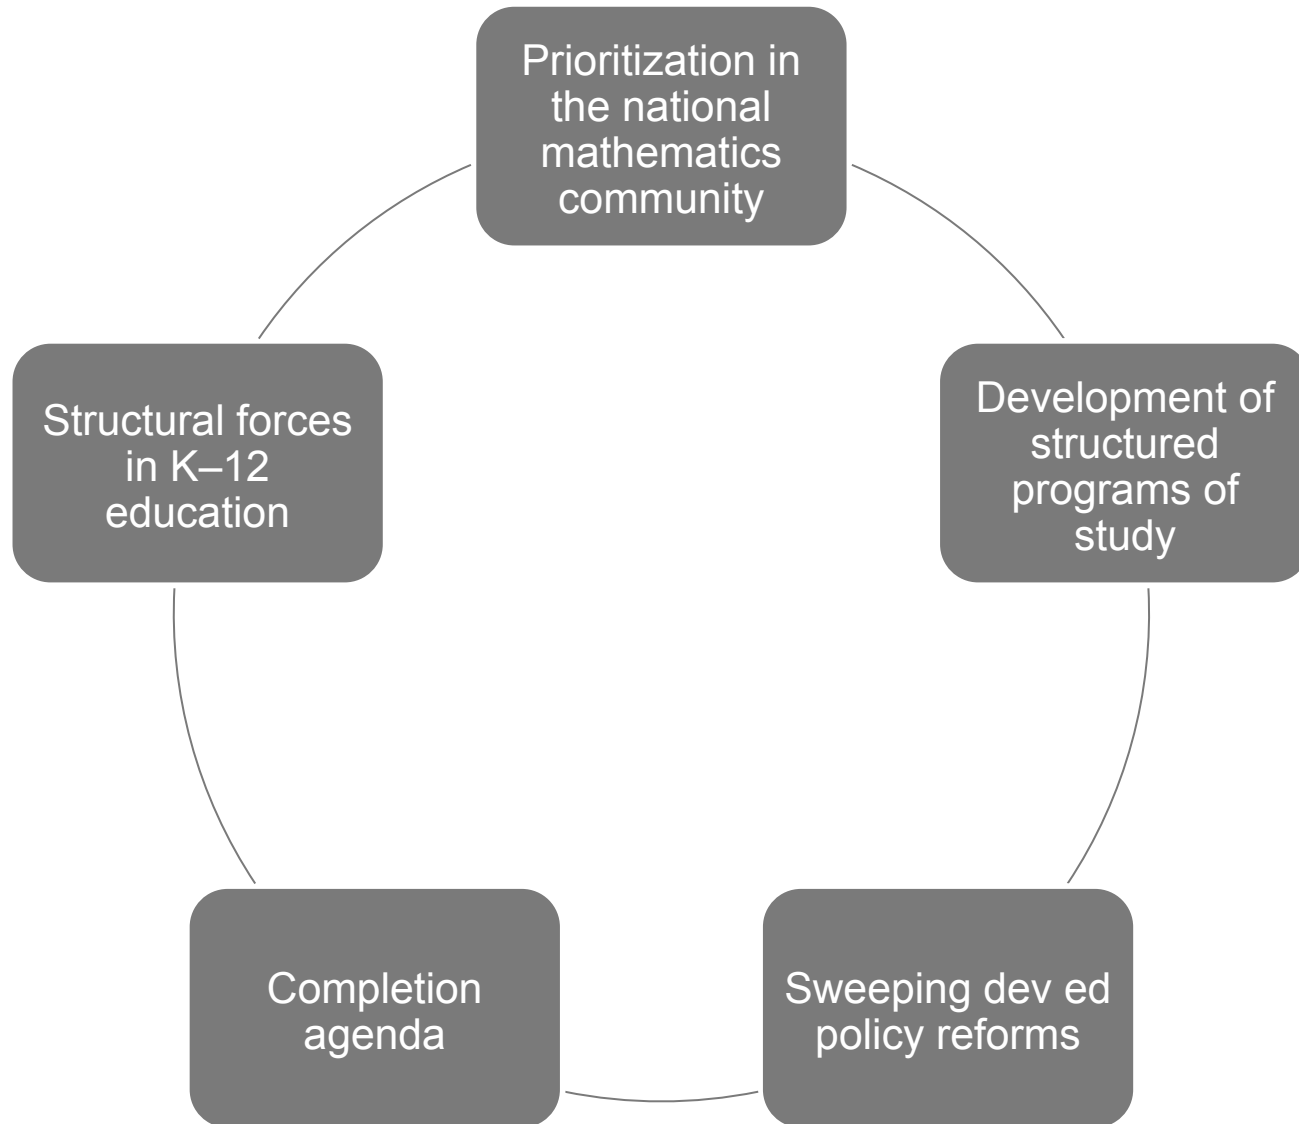 Prioritization in
the national
mathematics
community
Development of
structured
programs of
study
Sweeping dev ed
policy reforms
Completion
agenda
Structural forces
in K–12
education